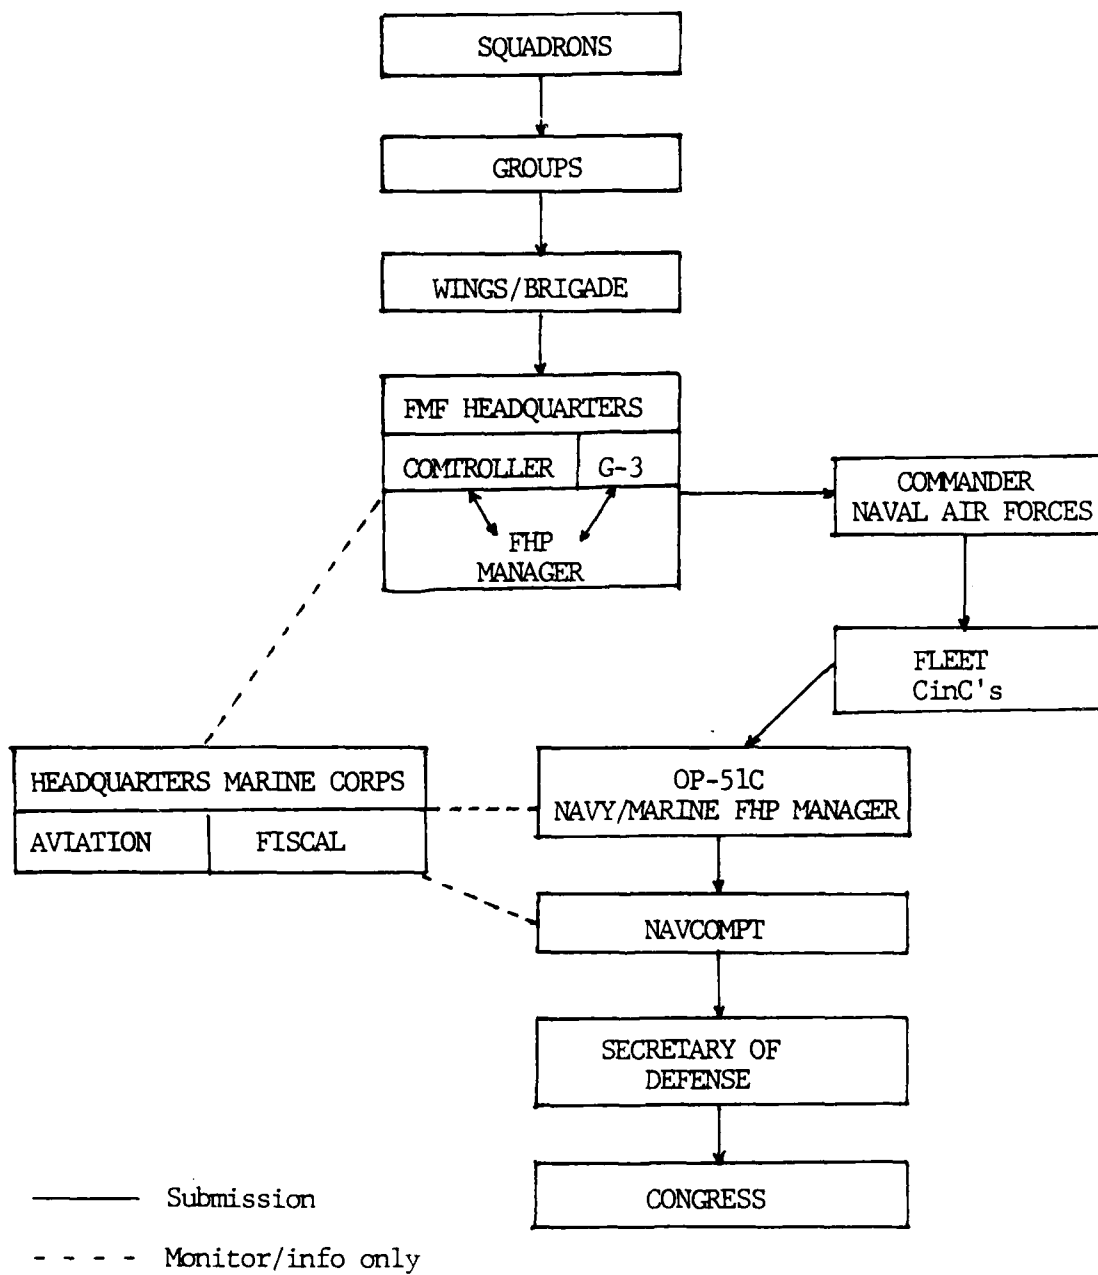 SQUADRONS
GROUPS
WINGS/BRIGADE
FMF HEADQUARTERS
COMTROLLER G-3
FHP
MANAGER
COMMANDER
NAVAL AIR FORCES
FLEET
CinC's
HEADQUARTERS MARINE CORPS
AVIATION FISCAL
OP-51C
NAVY/MARINE FHP MANAGER
NAVCOMPT
SECRETARY OF
DEFENSE
CONGRESS
Submission
Monitor/info only